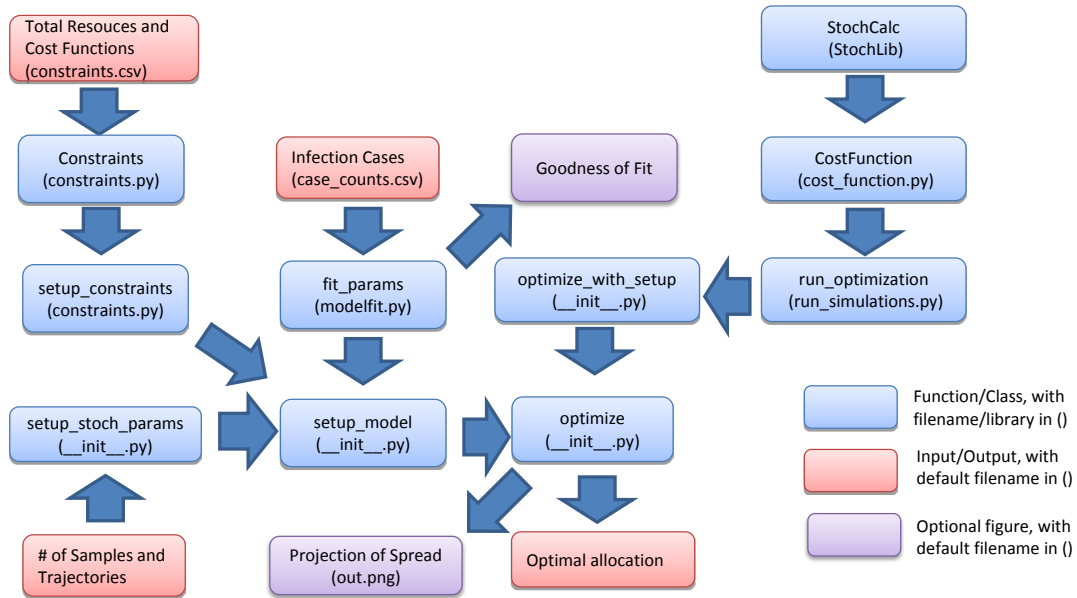 Total Resouces and
Cost Functions
(constraints.csv)
StochCalc
(StochLib)
Constraints
(constraints.py)
Infection Cases
(case_counts.csv)
Goodness of Fit
CostFunction
(cost_function.py)
setup_constraints
(constraints.py)
fit_params
(modelfit.py)
optimize_with_setup
(__init__.py)
run_optimization
(run_simulations.py)
setup_stoch_params
(__init__.py)
setup_model
(__init__.py)
optimize
(__init__.py)
Function/Class, with
filename/library in ()
Input/Output, with
default filename in ()
Optional figure, with
default filename in ()
# of Samples and
Trajectories
Projection of Spread
(out.png)
Optimal allocation